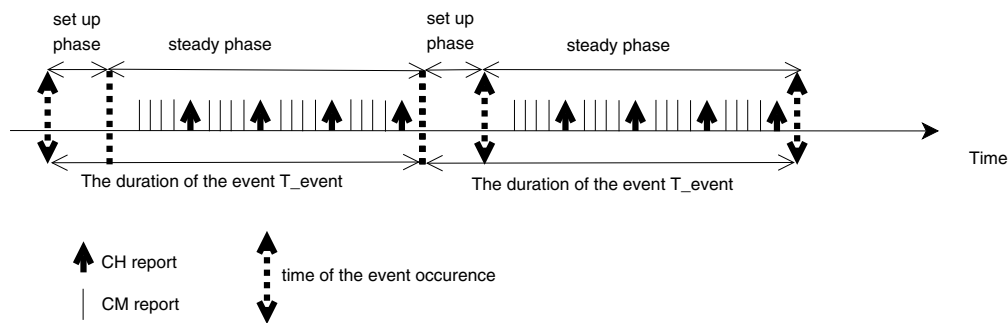 set up
phase
steady phase
set up
phase
steady phase
Time
The duration of the event T_event
The duration of the event T_event
CH report
time of the event occurence
CM report